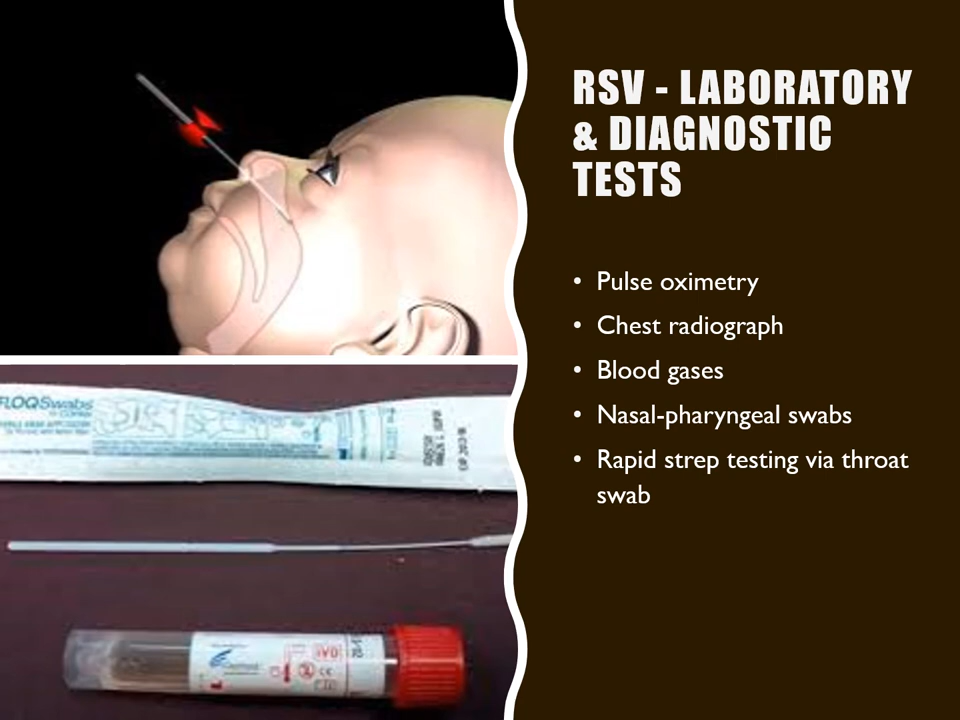 RSV - LABORATORY
& DIAGNOSTIC
TESTS
• Pulse oximetry
• Chest radiograph
• Blood gases
• Nasal-pharyngeal swabs
• Rapid strep testing via throat
swab
FLOQSwabs
IVD